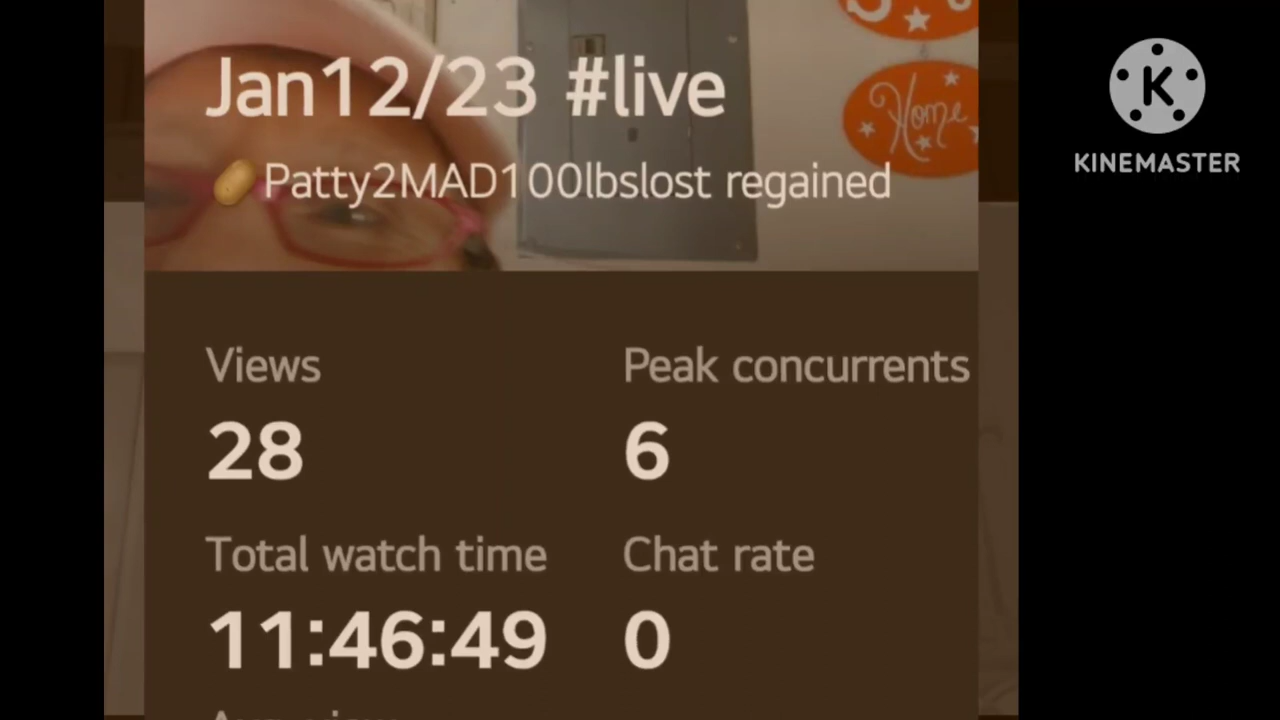 Jan12/23 #live
🥔 Patty2MAD100lbslost regained
Home
KINEMASTER
Views
Peak concurrents
28
6
Total watch time
Chat rate
11:46:49
0